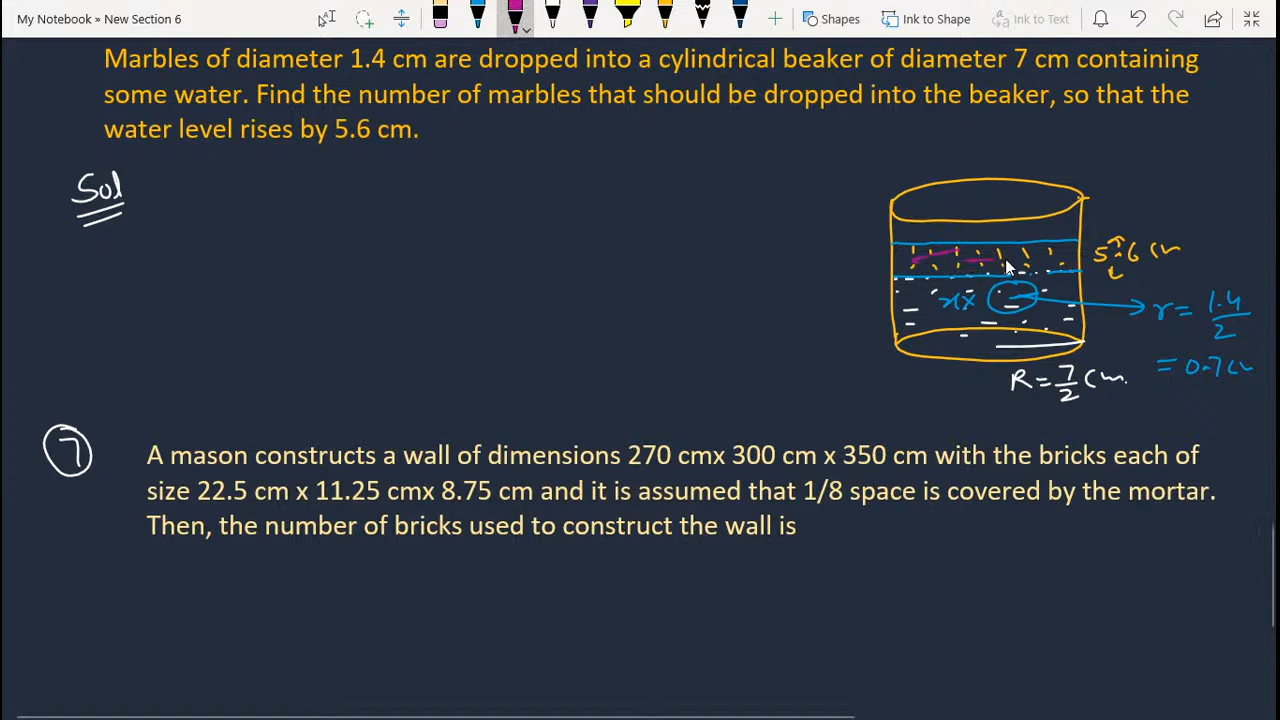 My Notebook » New Section 6
Shapes
Ink to Shape
Ink to Text
Marbles of diameter 1.4 cm are dropped into a cylindrical beaker of diameter 7 cm containing
some water. Find the number of marbles that should be dropped into the beaker, so that the
water level rises by 5.6 cm.
Sol
5.6 cm
xx
r = 1.4/2
= 0.7 cm
R = 7/2 cm.
7
A mason constructs a wall of dimensions 270 cmx 300 cm x 350 cm with the bricks each of
size 22.5 cm x 11.25 cmx 8.75 cm and it is assumed that 1/8 space is covered by the mortar.
Then, the number of bricks used to construct the wall is